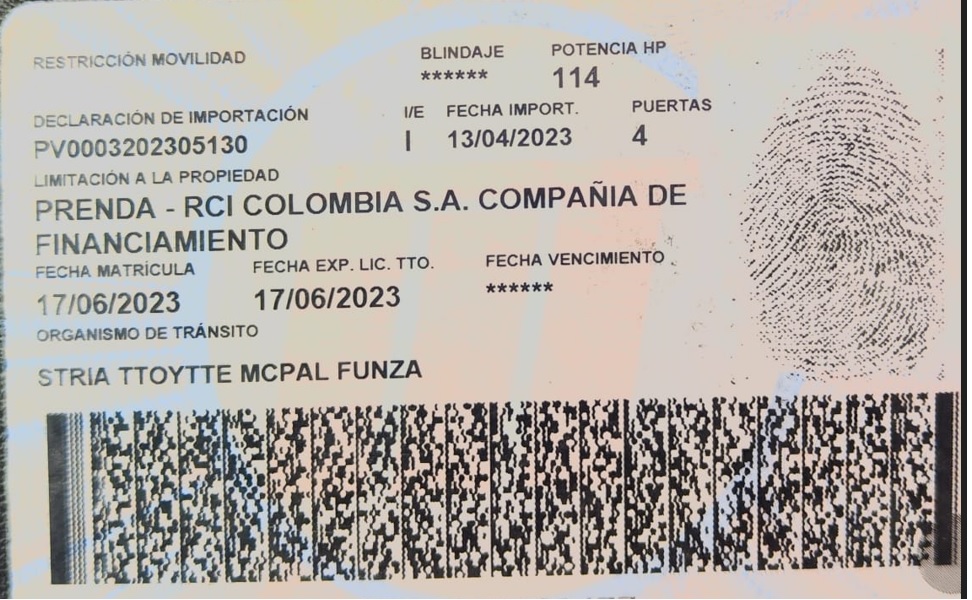 RESTRICCIÓN MOVILIDAD BLINDAJE POTENCIA HP
****** 114
DECLARACIÓN DE IMPORTACIÓN I/E FECHA IMPORT. PUERTAS
PV0003202305130 I 13/04/2023 4
LIMITACIÓN A LA PROPIEDAD
PRENDA - RCI COLOMBIA S.A. COMPAÑIA DE
FINANCIAMIENTO
FECHA MATRÍCULA FECHA EXP. LIC. TTO. FECHA VENCIMIENTO
17/06/2023 17/06/2023 ******
ORGANISMO DE TRÁNSITO
STRIA TTOYTTE MCPAL FUNZA